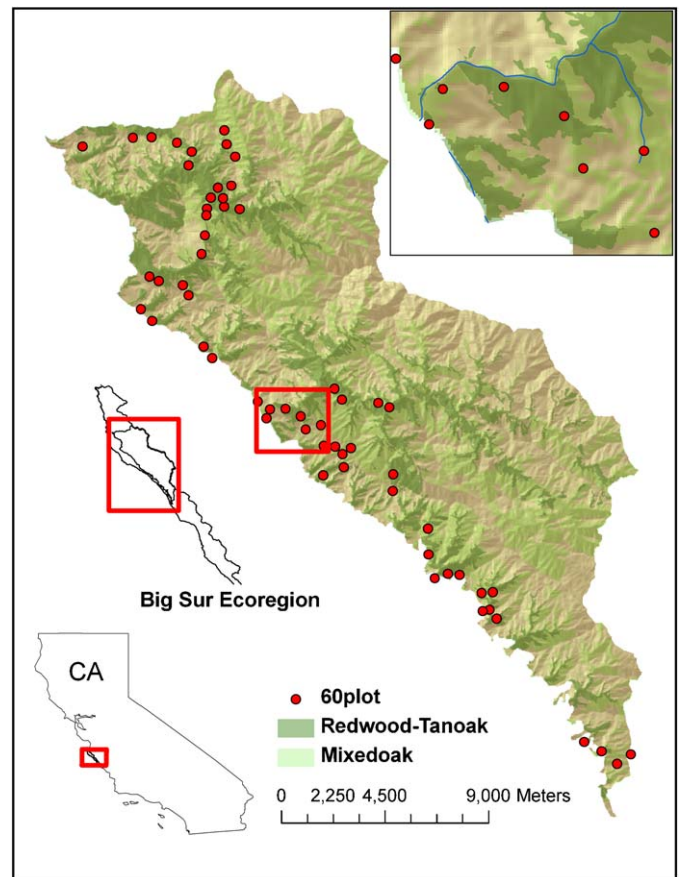 Big Sur Ecoregion
CA
60plot
Redwood-Tanoak
Mixedoak
0 2,250 4,500 9,000 Meters